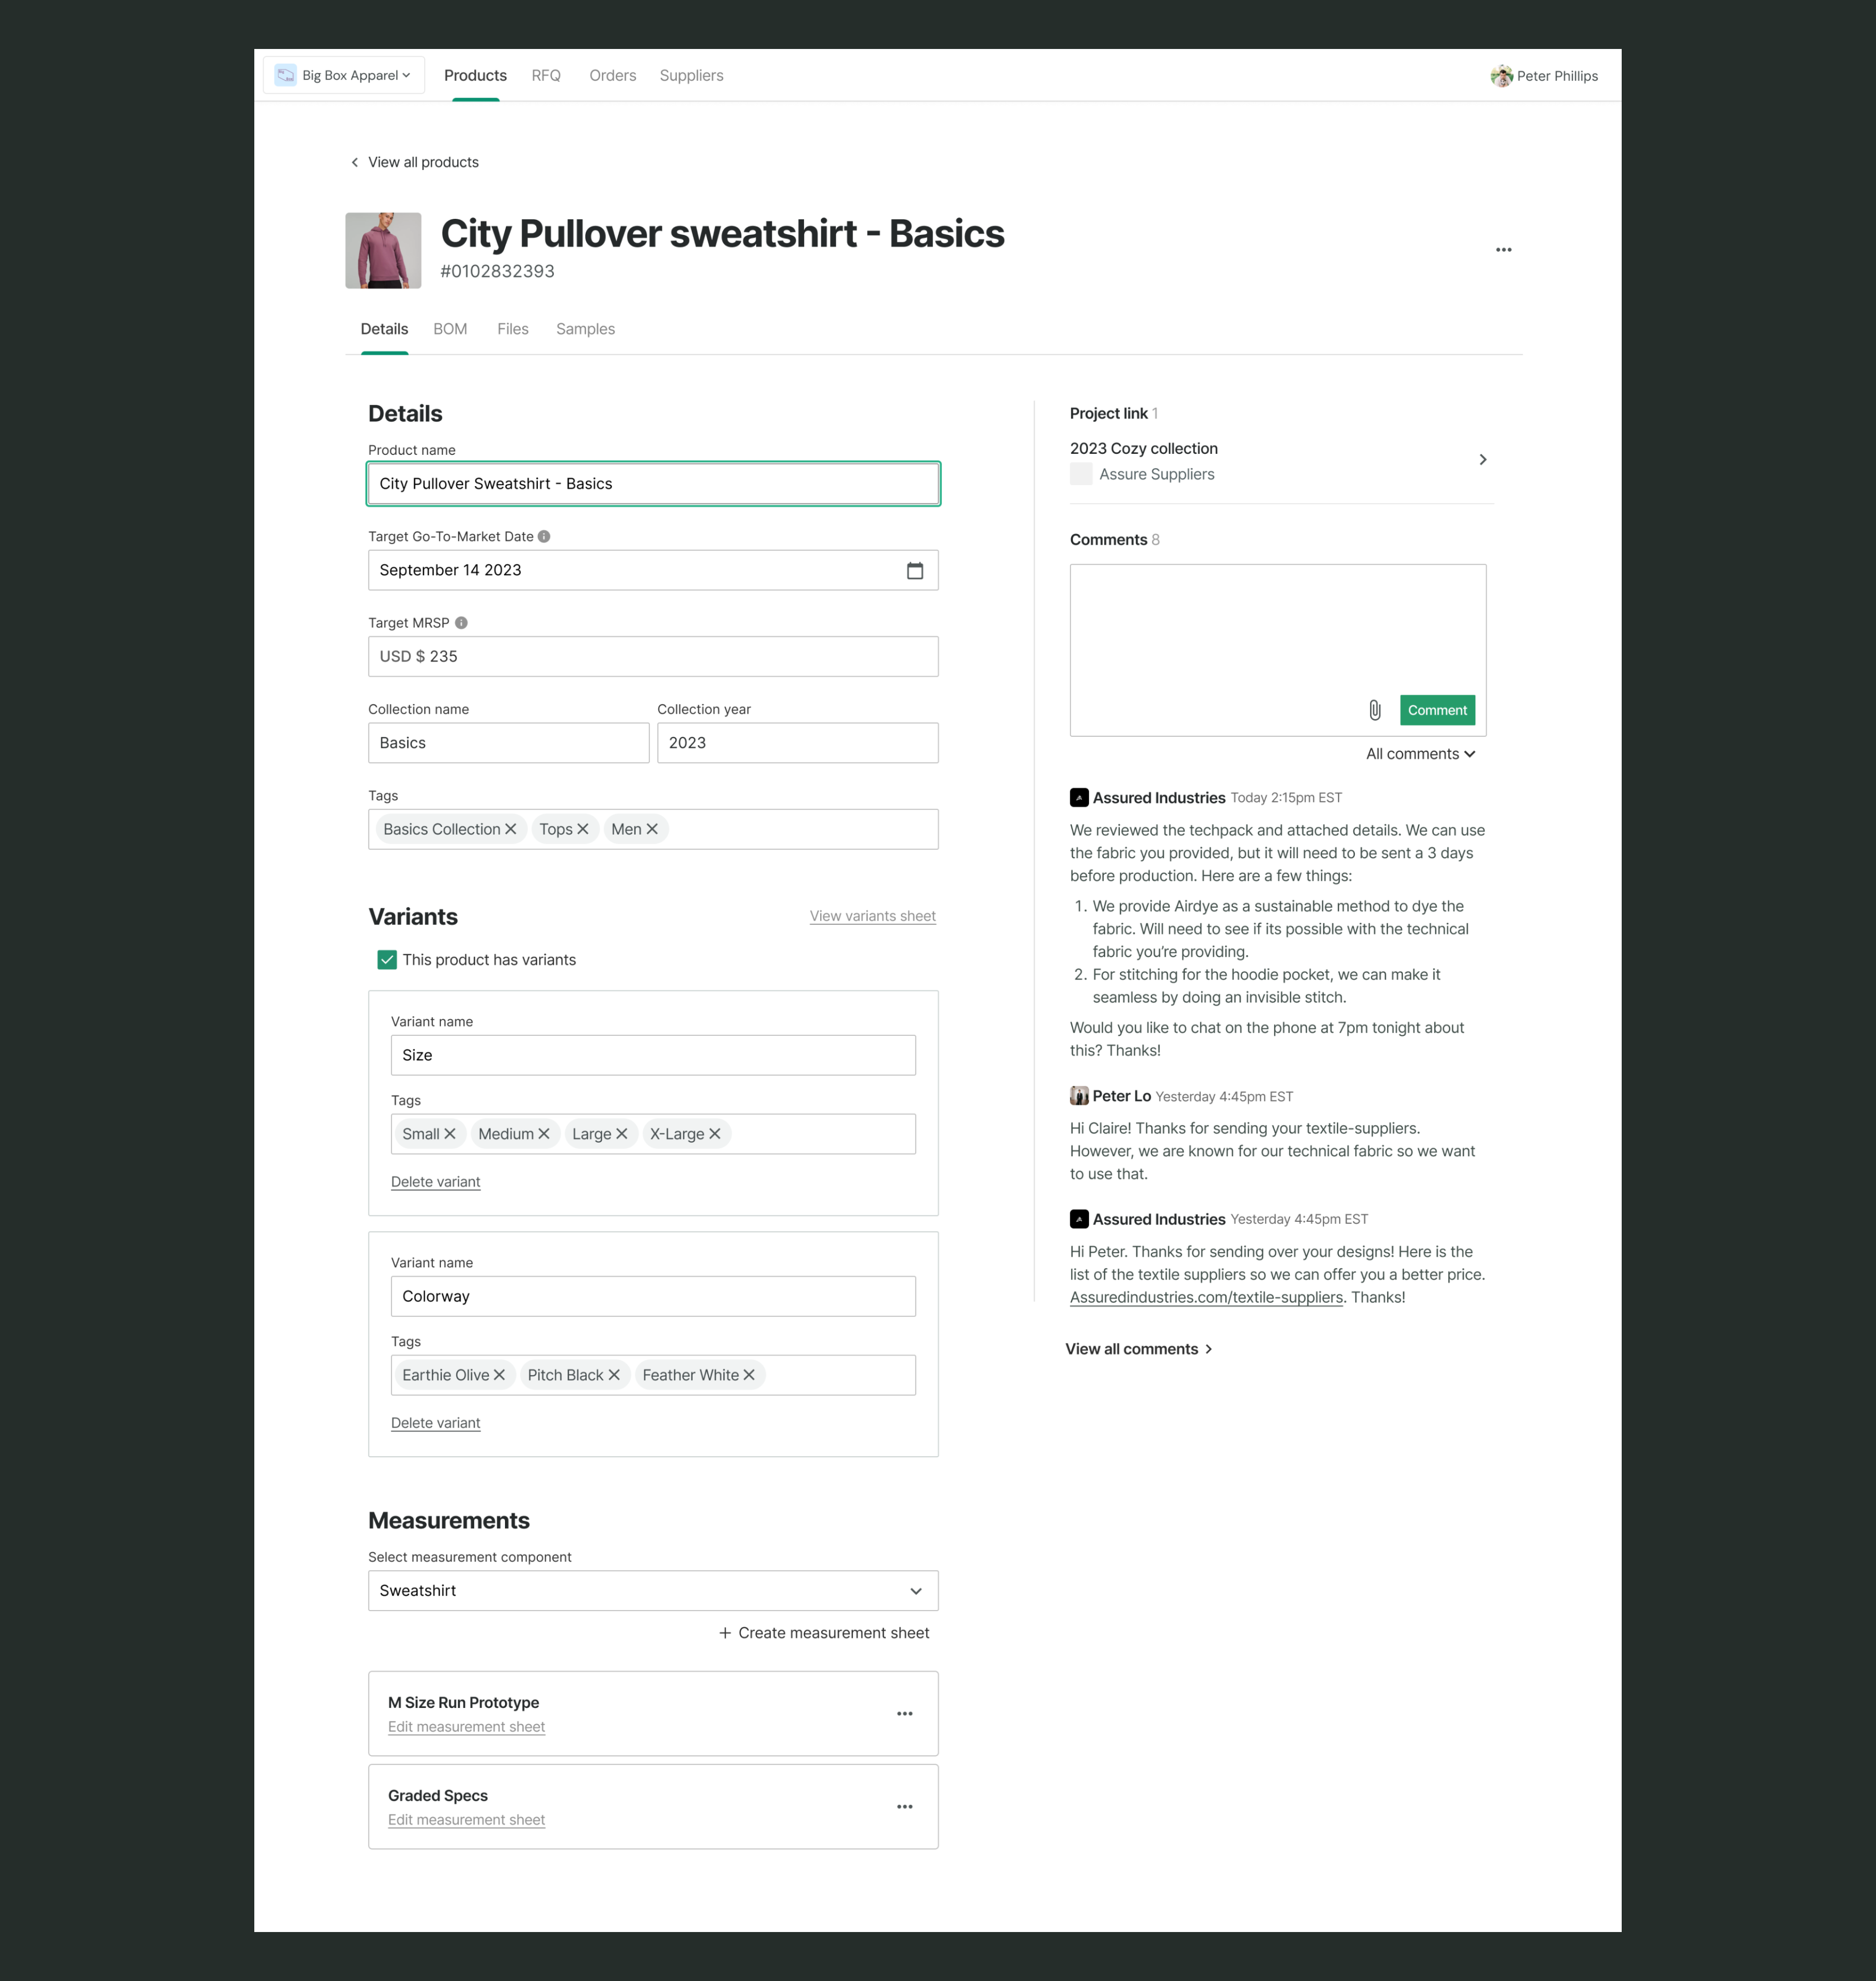 Big Box Apparel
Products
RFQ
Orders
Suppliers
Peter Phillips
View all products
City Pullover sweatshirt - Basics
#0102832393
Details
BOM
Files
Samples
Details
Product name
City Pullover Sweatshirt - Basics
Target Go-To-Market Date
September 14 2023
Target MRSP
USD $ 235
Collection name
Collection year
Basics
2023
Tags
Basics Collection
Tops
Men
Variants
View variants sheet
This product has variants
Variant name
Size
Tags
Small
Medium
Large
X-Large
Delete variant
Variant name
Colorway
Tags
Earthie Olive
Pitch Black
Feather White
Delete variant
Measurements
Select measurement component
Sweatshirt
Create measurement sheet
M Size Run Prototype
Edit measurement sheet
Graded Specs
Edit measurement sheet
Project link 1
2023 Cozy collection
Assure Suppliers
Comments 8
Comment
All comments
Assured Industries Today 2:15pm EST
We reviewed the techpack and attached details. We can use
the fabric you provided, but it will need to be sent a 3 days
before production. Here are a few things:
1. We provide Airdye as a sustainable method to dye the
fabric. Will need to see if its possible with the technical
fabric you’re providing.
2. For stitching for the hoodie pocket, we can make it
seamless by doing an invisible stitch.
Would you like to chat on the phone at 7pm tonight about
this? Thanks!
Peter Lo Yesterday 4:45pm EST
Hi Claire! Thanks for sending your textile-suppliers.
However, we are known for our technical fabric so we want
to use that.
Assured Industries Yesterday 4:45pm EST
Hi Peter. Thanks for sending over your designs! Here is the
list of the textile suppliers so we can offer you a better price.
Assuredindustries.com/textile-suppliers. Thanks!
View all comments